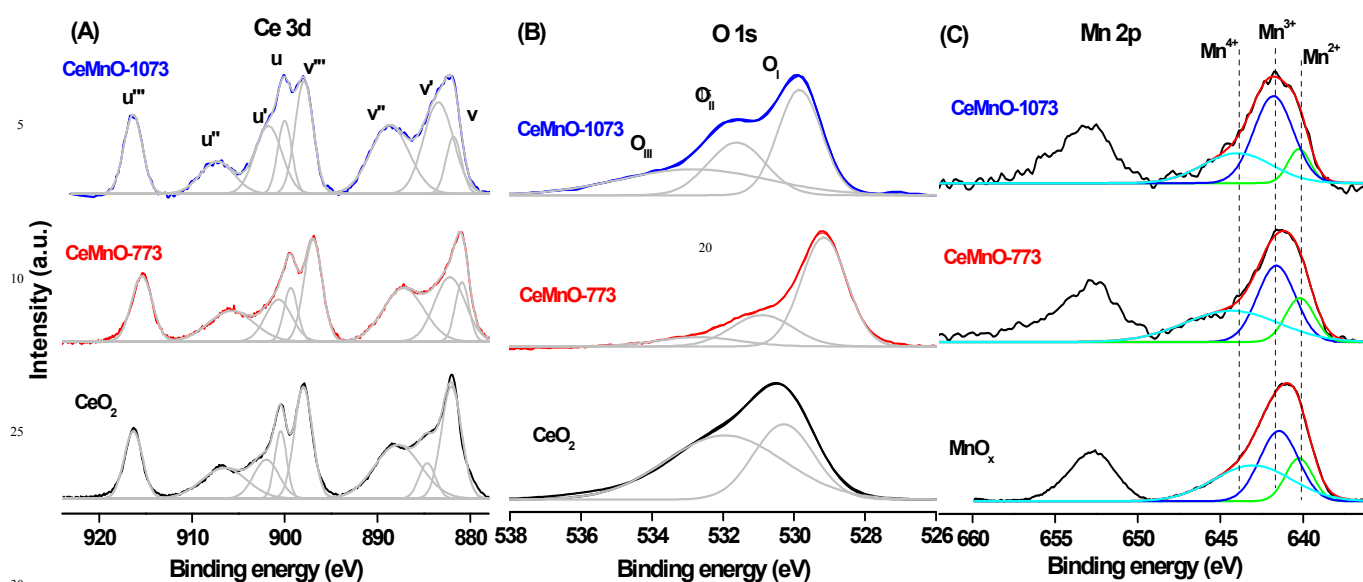 (A)
Ce 3d
CeMnO-1073
u'''
u''
u'
u
v'''
v''
v'
v
5
CeMnO-773
10
CeO2
25
20
Intensity (a.u.)
920 910 900 890 880
Binding energy (eV)
(B)
O 1s
OI
OII
OIII
CeMnO-1073
20
CeMnO-773
CeO2
538 536 534 532 530 528 526
Binding energy (eV)
(C)
Mn 2p
Mn4+
Mn3+
Mn2+
CeMnO-1073
CeMnO-773
MnOx
660 655 650 645 640
Binding energy (eV)